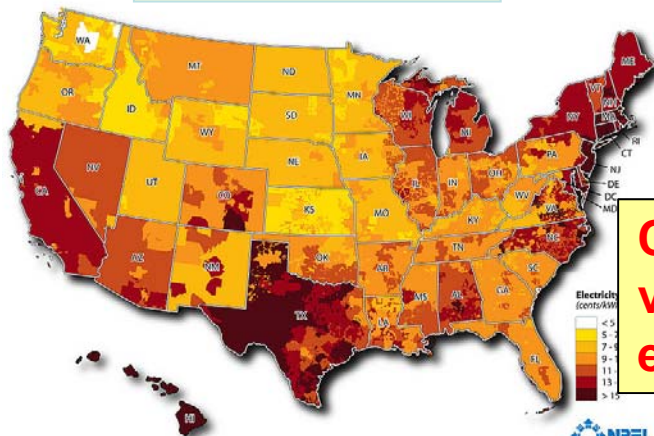 WA
MT
ND
MN
OR
ID
SD
WI
WY
MI
NE
IA
NV
UT
CO
IL
IN
OH
PA
NY
VT
NH
ME
MA
RI
CT
NJ
DE
DC
MD
WV
VA
CA
KS
MO
KY
NC
TN
SC
AZ
NM
OK
AR
MS
AL
GA
TX
LA
FL
HI
Electricity
(cents/kW
< 5
5 -
7 -
9 -
11 -
13 -
> 15
NREL